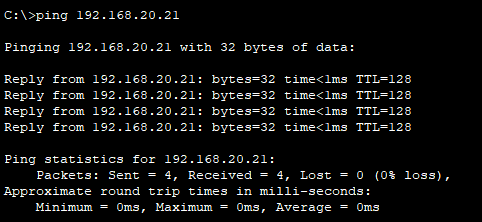 C:\>ping 192.168.20.21
Pinging 192.168.20.21 with 32 bytes of data:
Reply from 192.168.20.21: bytes=32 time<1ms TTL=128
Reply from 192.168.20.21: bytes=32 time<1ms TTL=128
Reply from 192.168.20.21: bytes=32 time<1ms TTL=128
Reply from 192.168.20.21: bytes=32 time<1ms TTL=128
Ping statistics for 192.168.20.21:
Packets: Sent = 4, Received = 4, Lost = 0 (0% loss),
Approximate round trip times in milli-seconds:
Minimum = 0ms, Maximum = 0ms, Average = 0ms